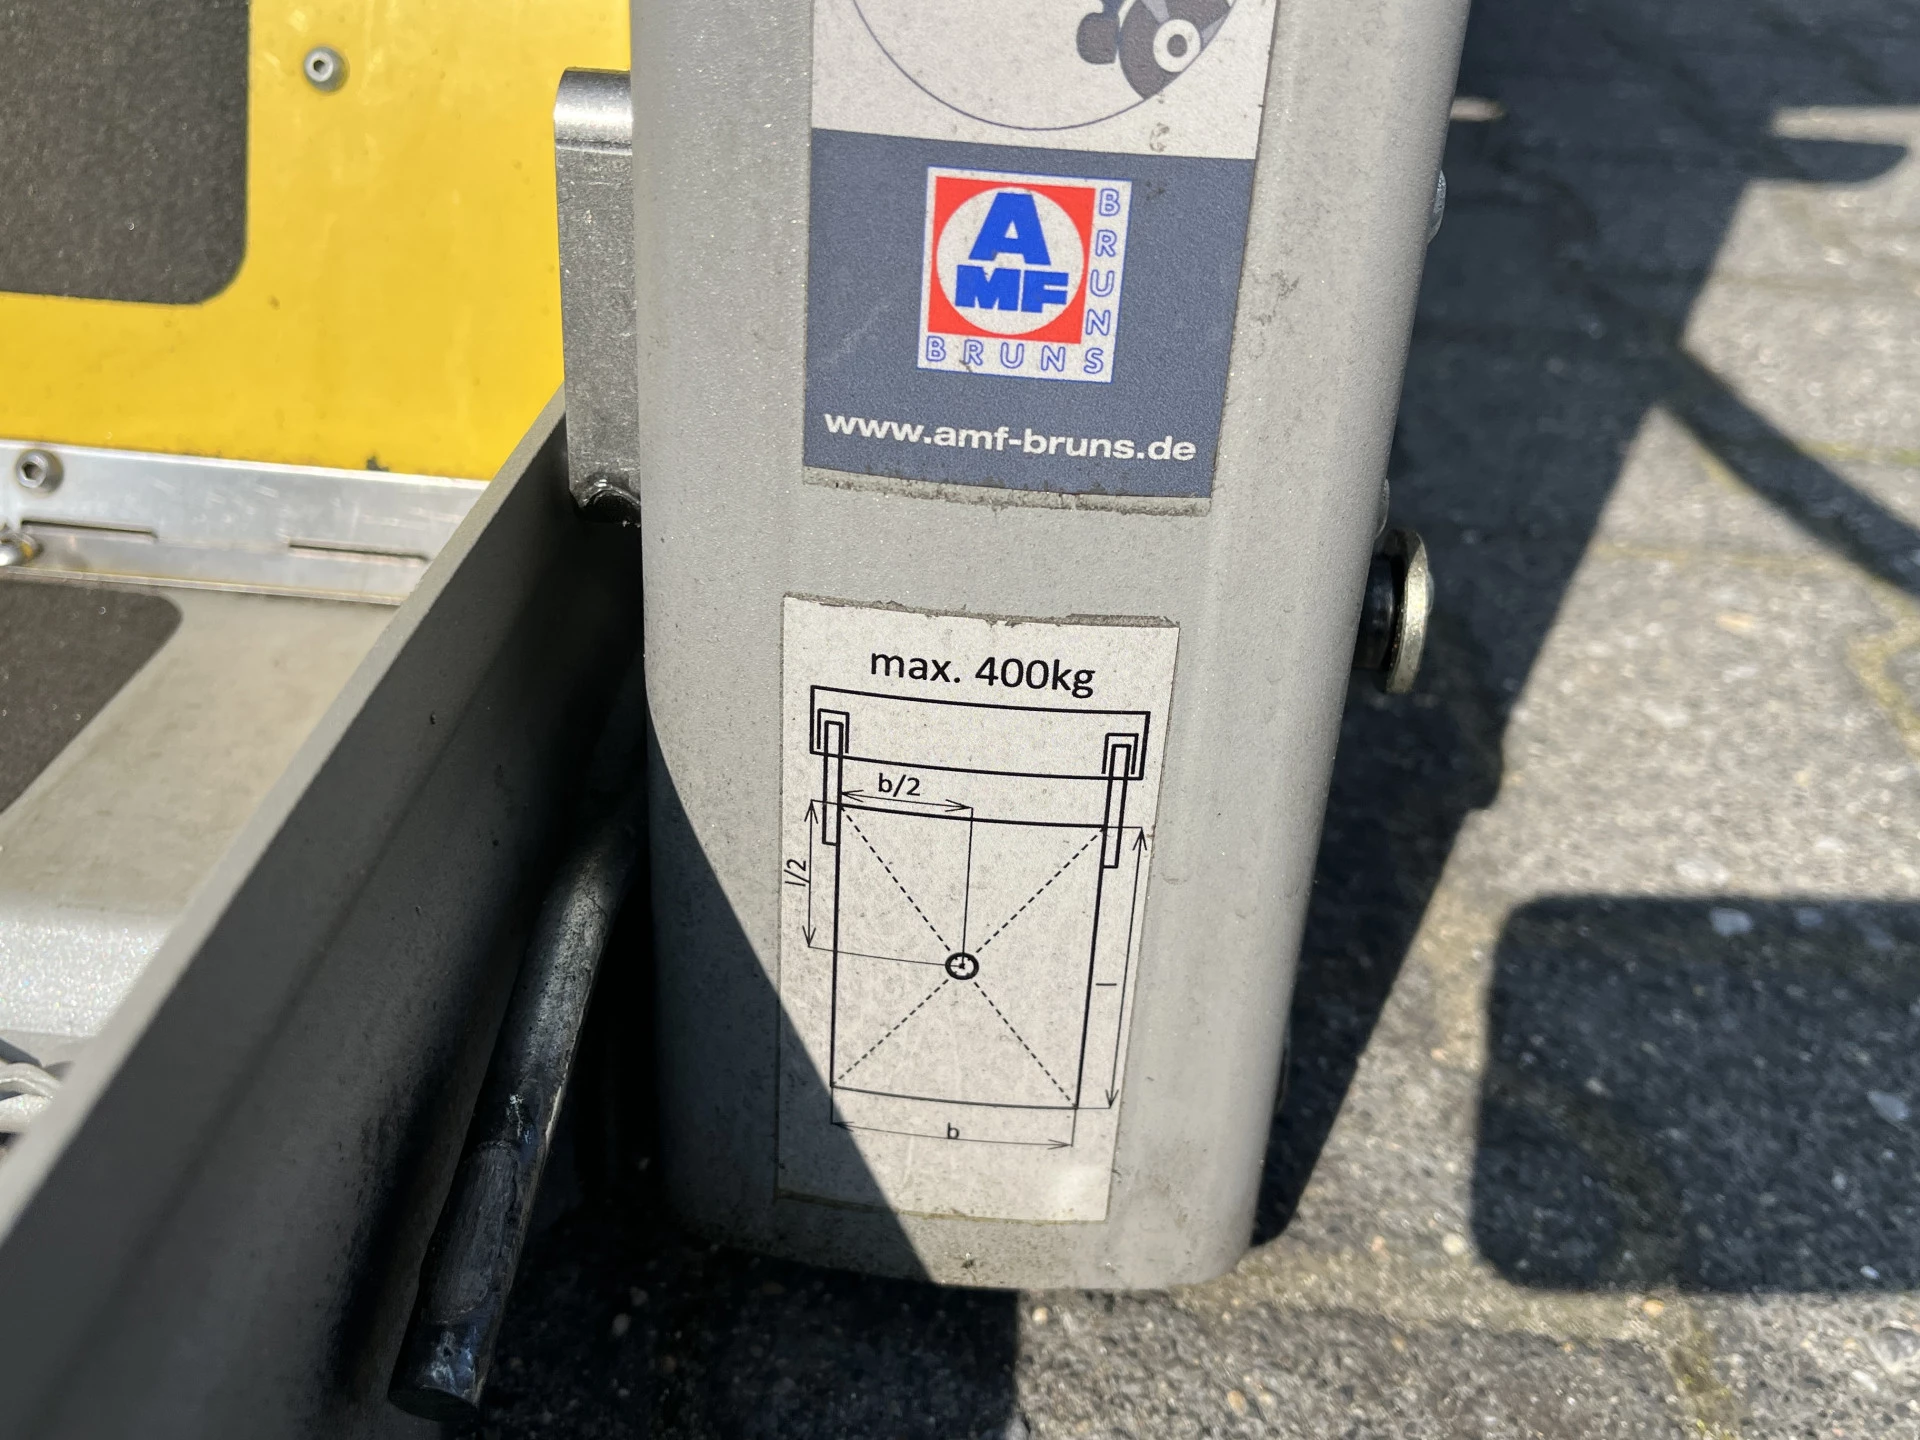 A
MF
BRUNS
BRUNS
www.amf-bruns.de
max. 400kg
b/2
l/2
l
b